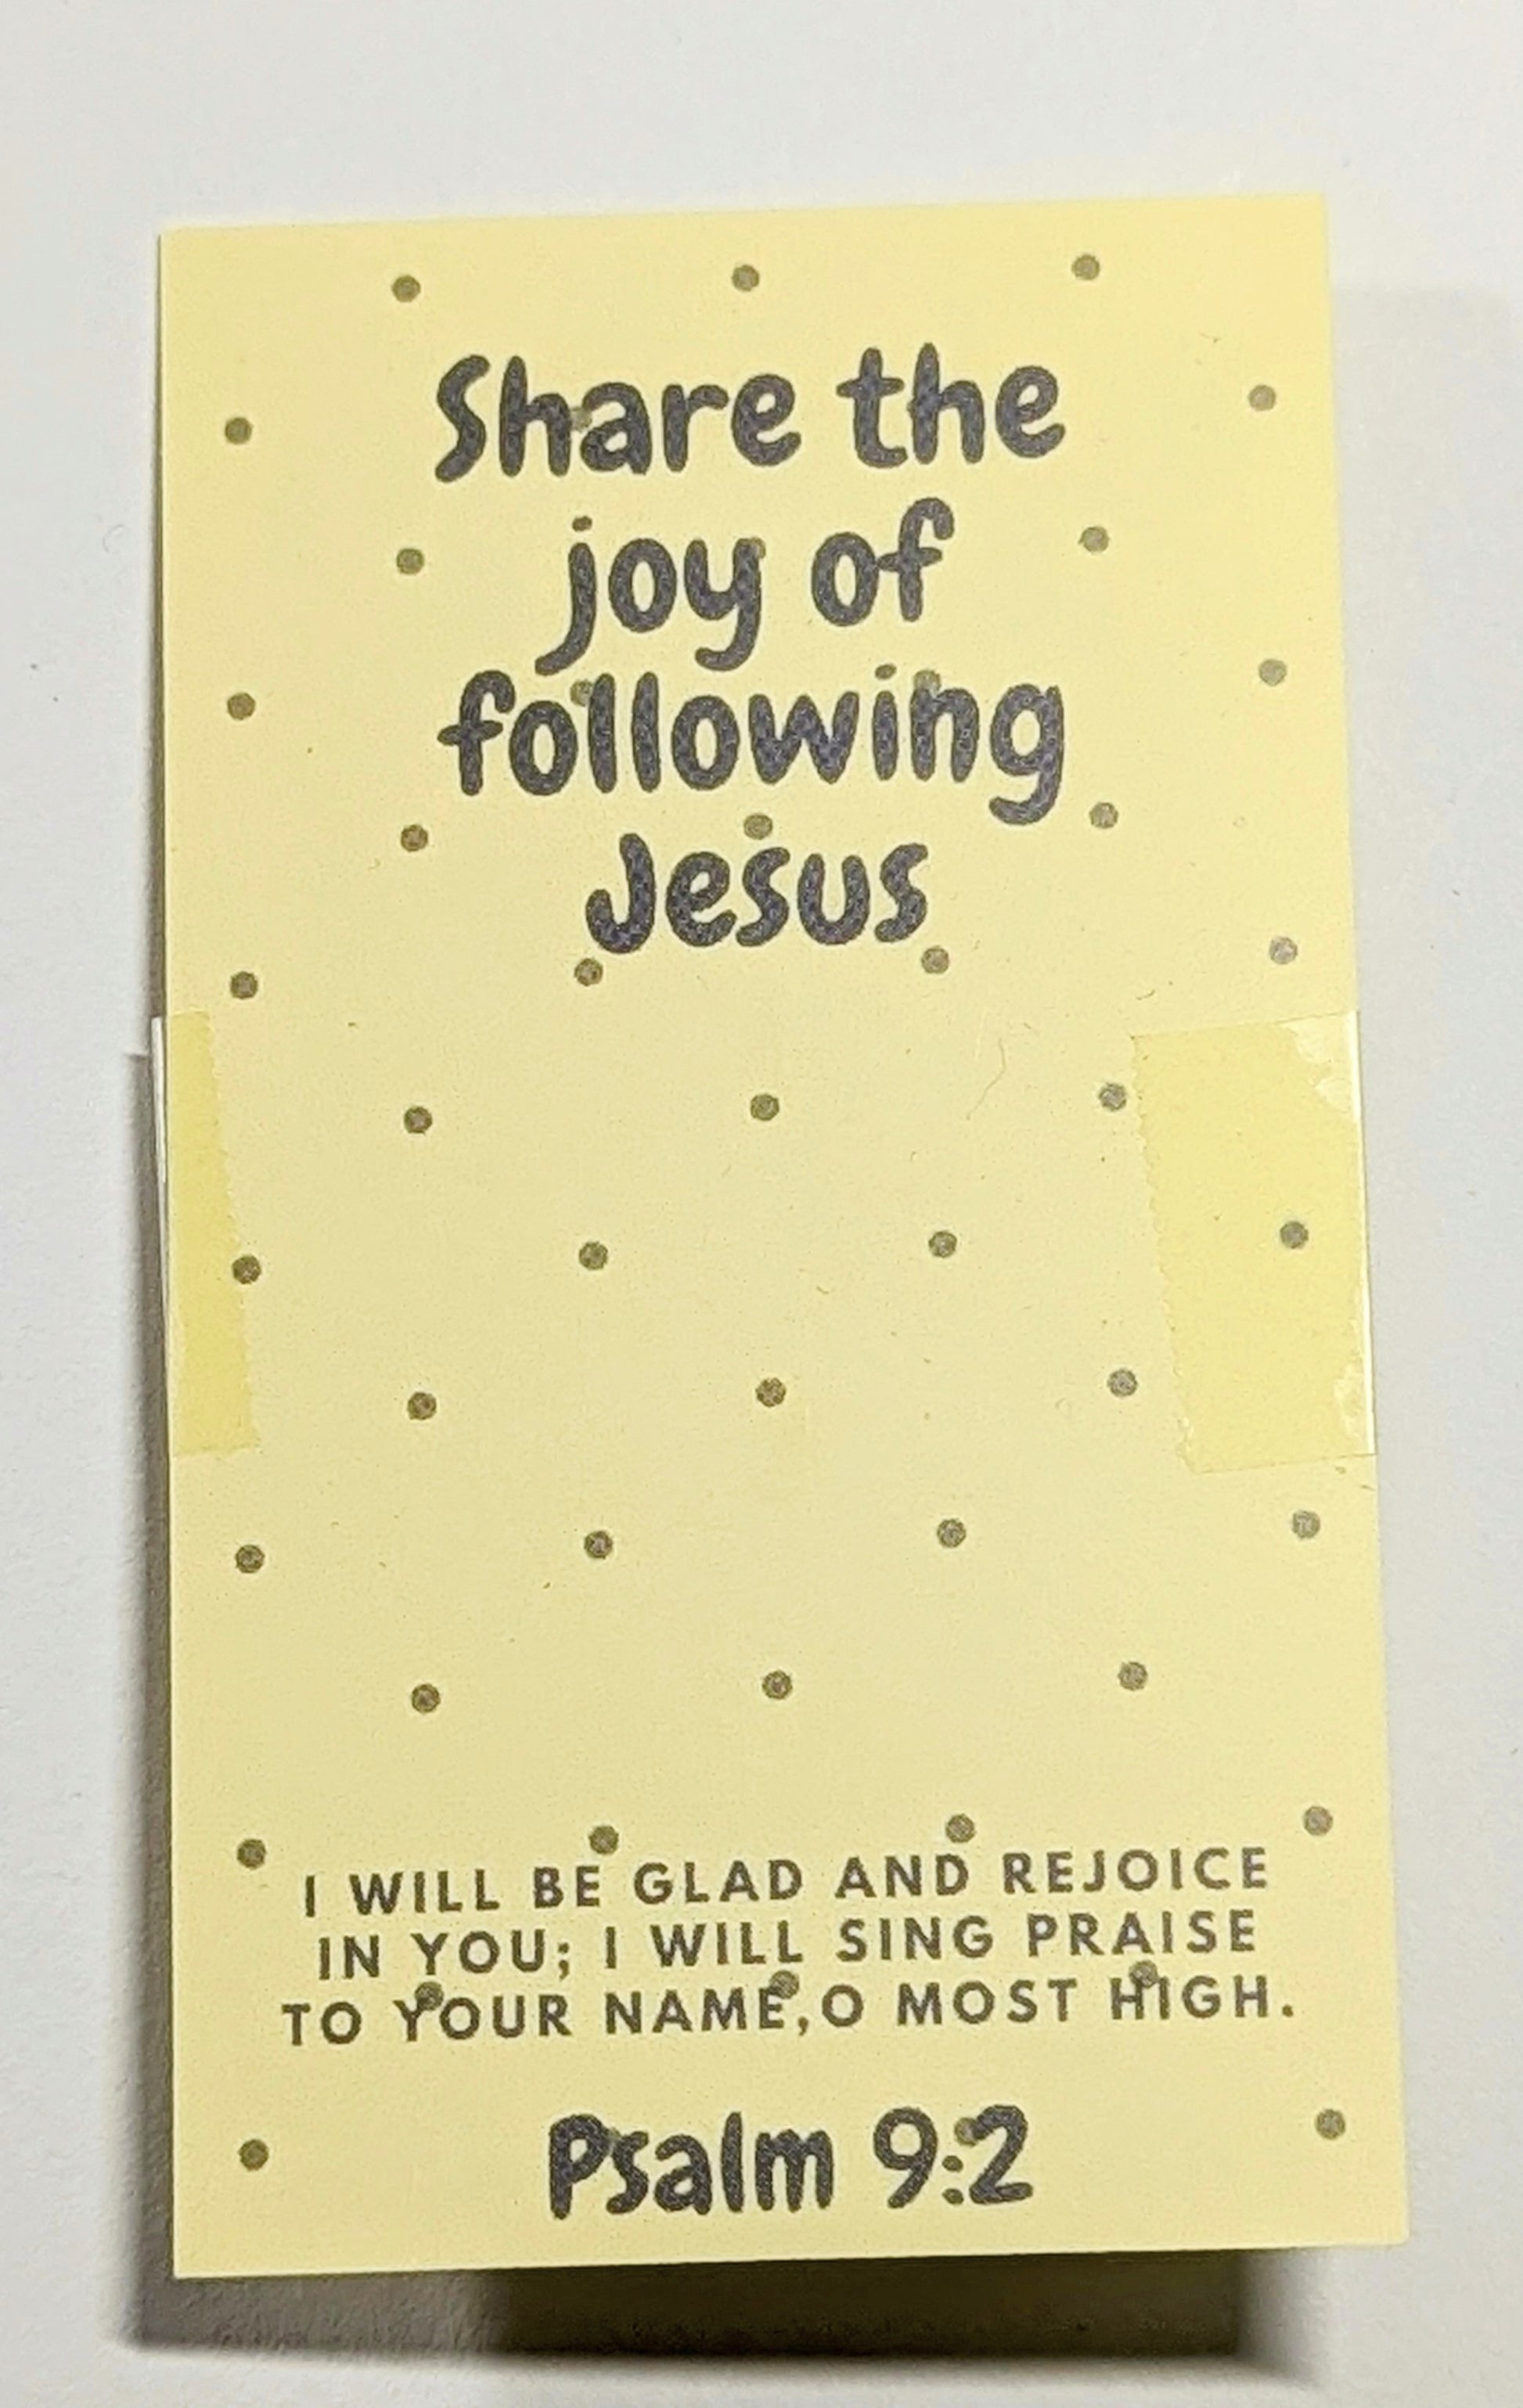 Share the
joy of
following
Jesus
I WILL BE GLAD AND REJOICE
IN YOU; I WILL SING PRAISE
TO YOUR NAME,O MOST HIGH.
Psalm 9:2